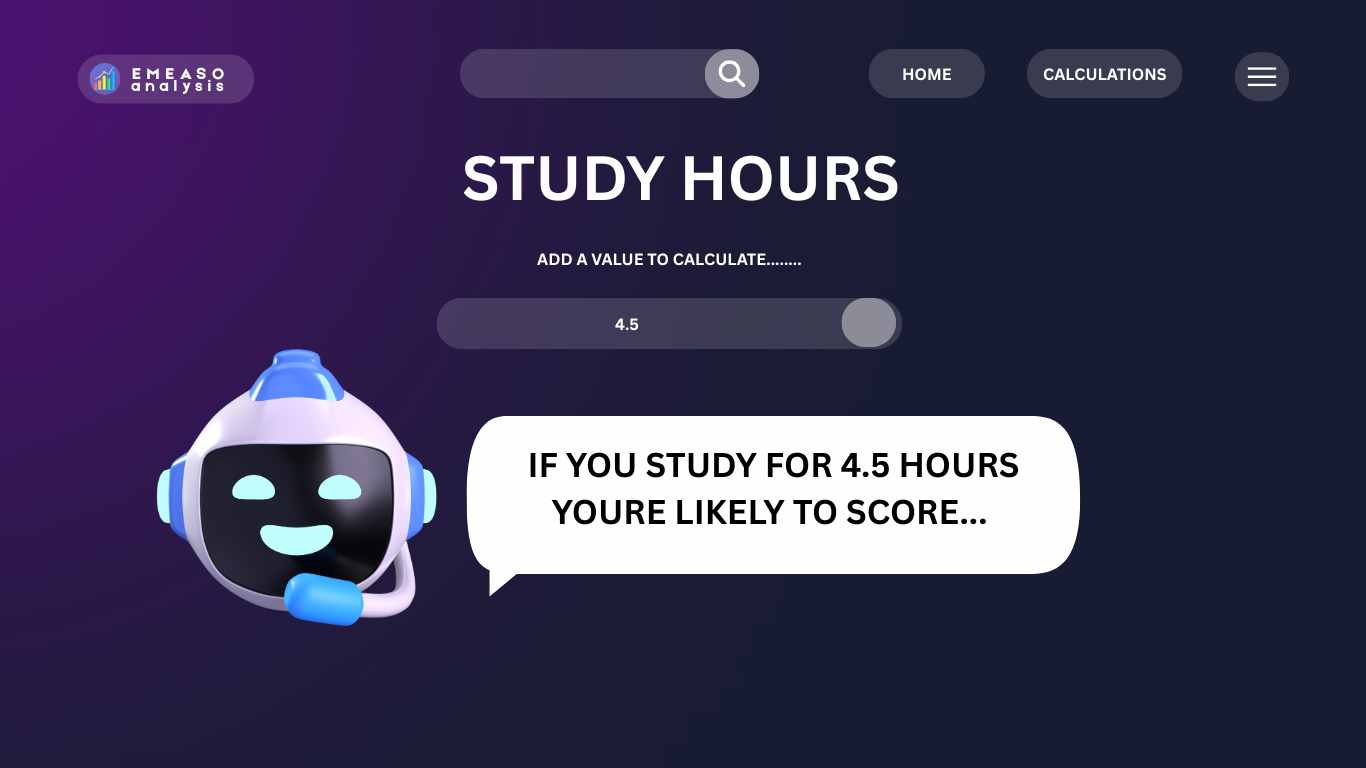 EMEASO
analysis
HOME
CALCULATIONS
STUDY HOURS
ADD A VALUE TO CALCULATE........
4.5
IF YOU STUDY FOR 4.5 HOURS
YOURE LIKELY TO SCORE...